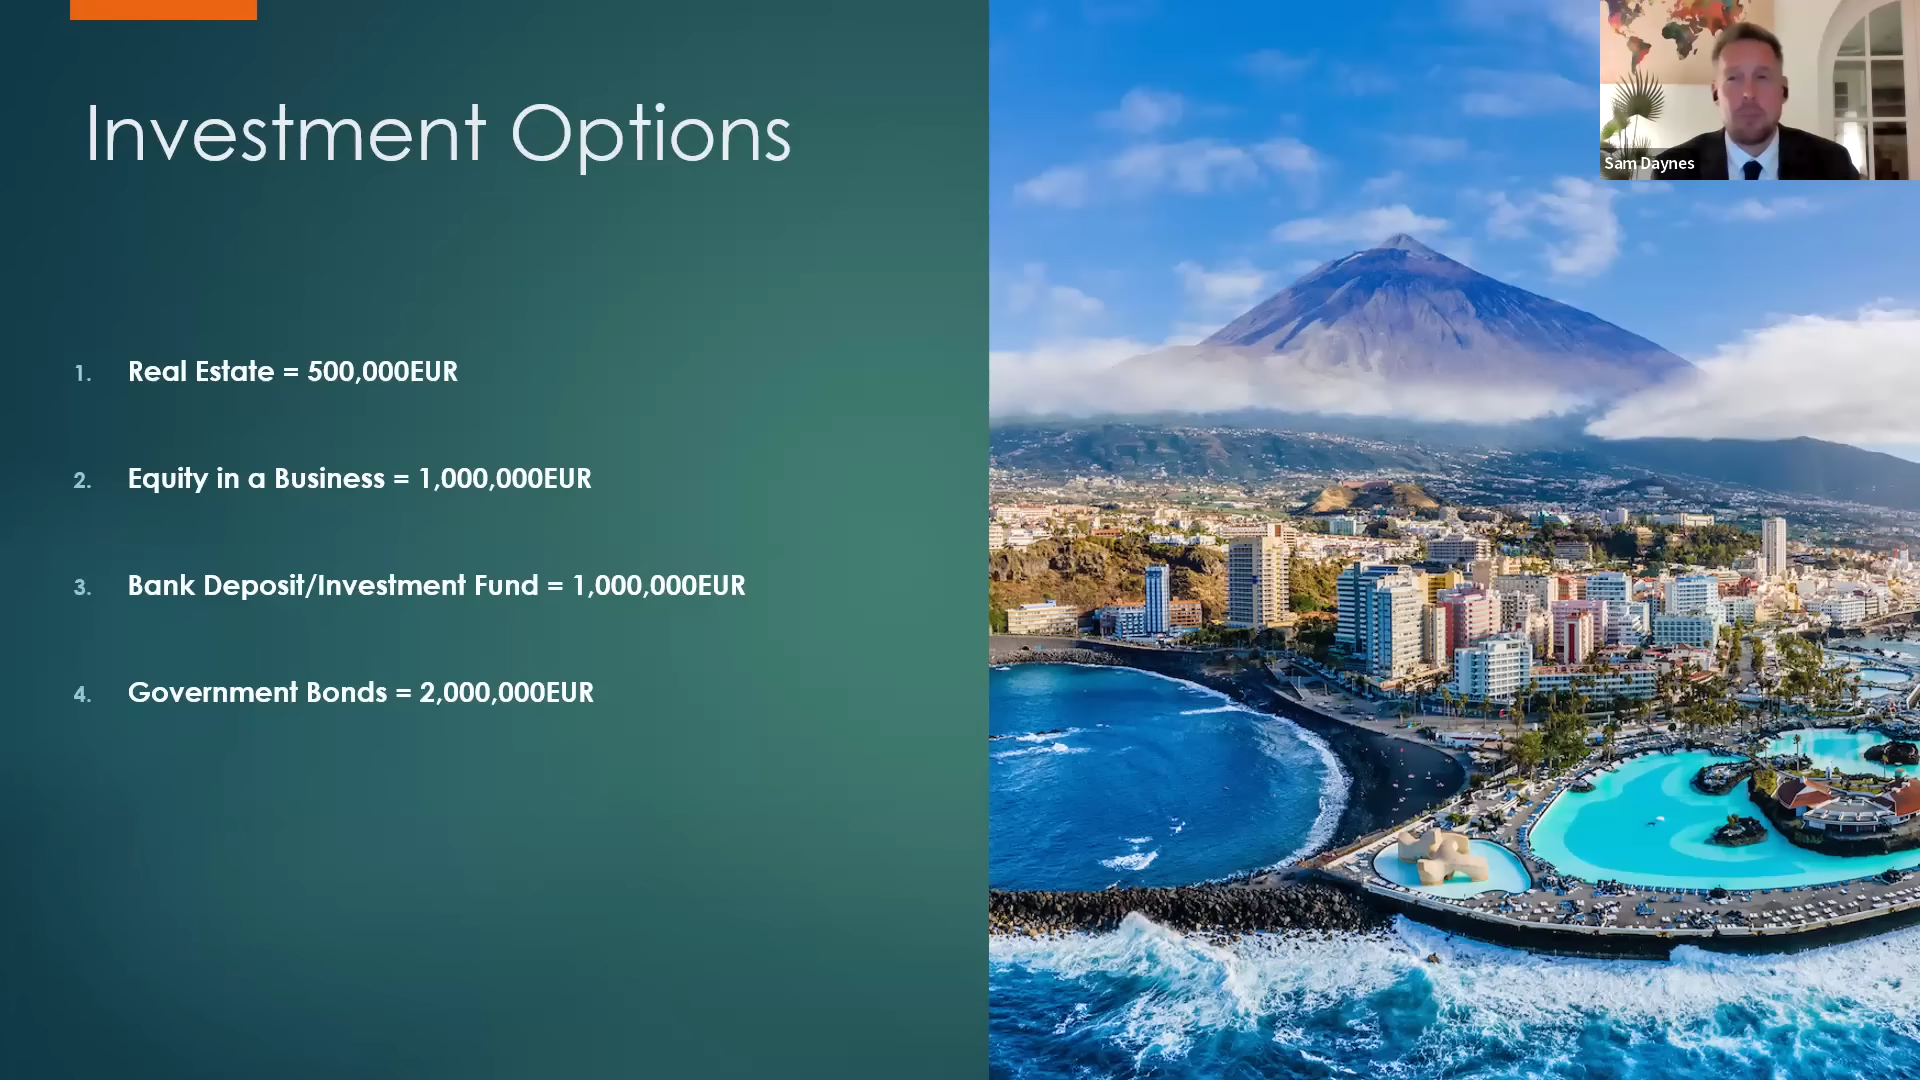 Investment Options
1. Real Estate = 500,000EUR
2. Equity in a Business = 1,000,000EUR
3. Bank Deposit/Investment Fund = 1,000,000EUR
4. Government Bonds = 2,000,000EUR
Sam Daynes